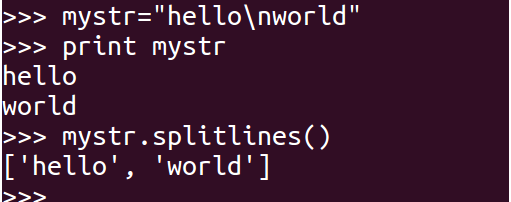 >>> mystr="hello\nworld"
>>> print mystr
hello
world
>>> mystr.splitlines()
['hello', 'world']
>>>